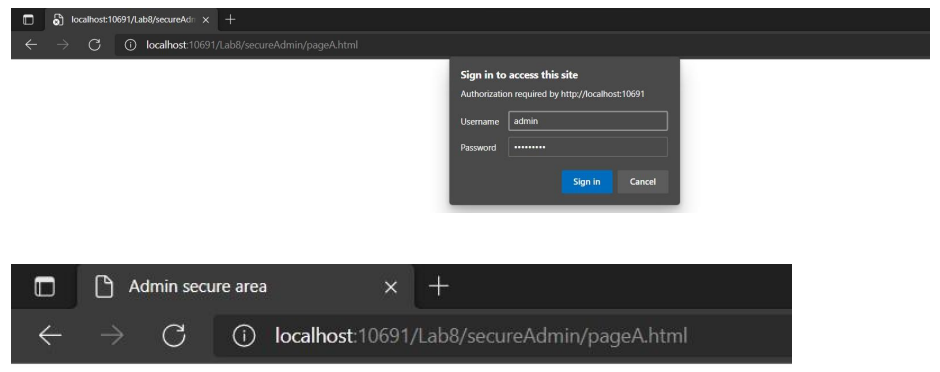 localhost:10691/Lab8/secureAdn
localhost:10691/Lab8/secureAdmin/pageA.html
Sign in to access this site
Authorization required by http://localhost:10691
Username admin
Password •••••••••
Sign in Cancel
Admin secure area
localhost:10691/Lab8/secureAdmin/pageA.html